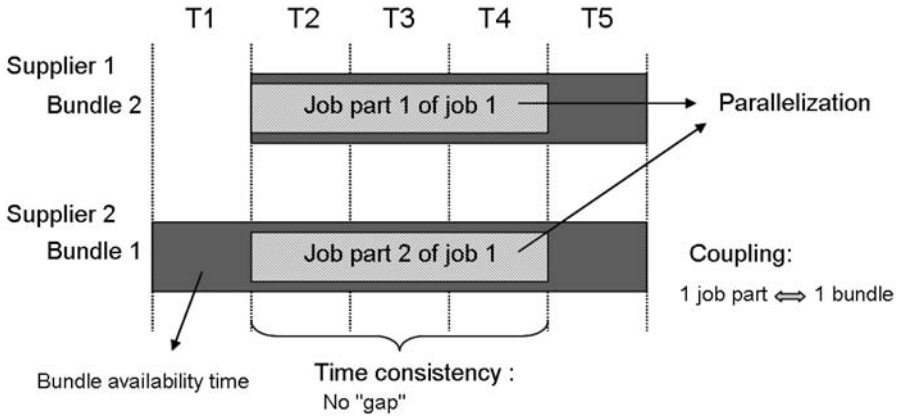 T1 T2 T3 T4 T5
Supplier 1
Bundle 2
Job part 1 of job 1
Parallelization
Supplier 2
Bundle 1
Job part 2 of job 1
Coupling:
1 job part ⇔ 1 bundle
Bundle availability time
Time consistency :
No "gap"